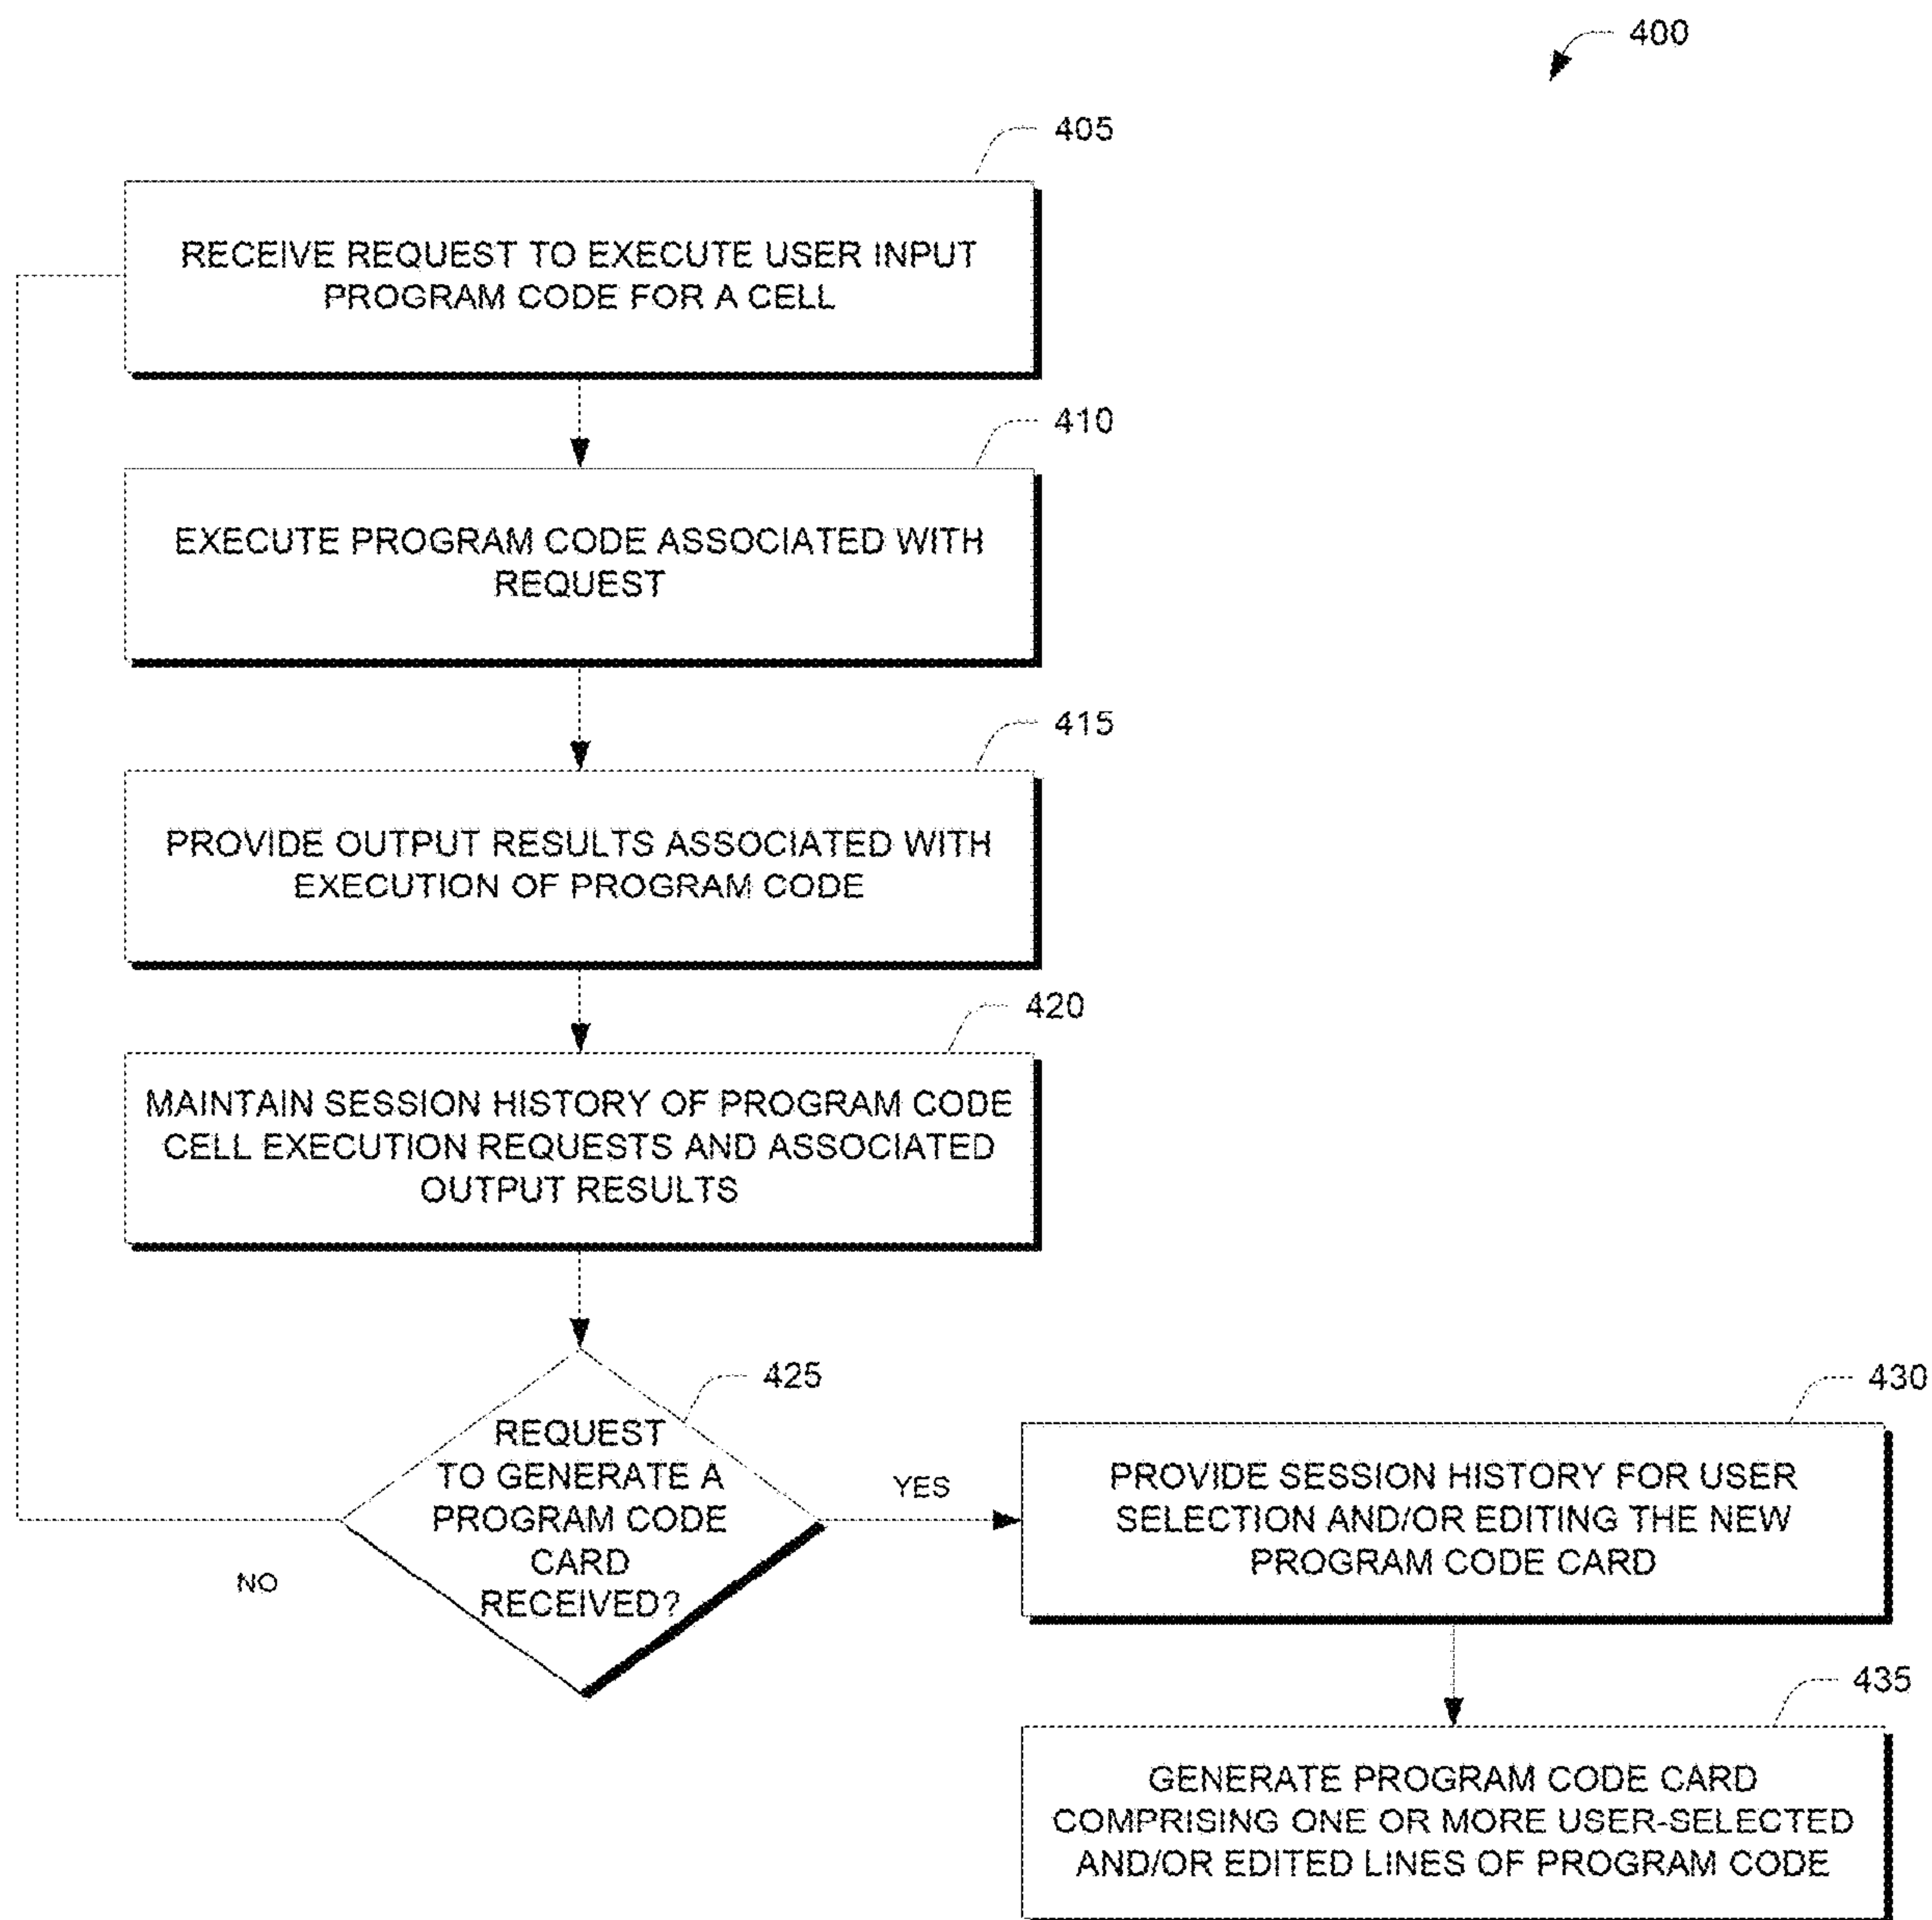 400
405
RECEIVE REQUEST TO EXECUTE USER INPUT
PROGRAM CODE FOR A CELL
410
EXECUTE PROGRAM CODE ASSOCIATED WITH
REQUEST
415
PROVIDE OUTPUT RESULTS ASSOCIATED WITH
EXECUTION OF PROGRAM CODE
420
MAINTAIN SESSION HISTORY OF PROGRAM CODE
CELL EXECUTION REQUESTS AND ASSOCIATED
OUTPUT RESULTS
425
REQUEST
TO GENERATE A
PROGRAM CODE
CARD
RECEIVED?
NO
YES
430
PROVIDE SESSION HISTORY FOR USER
SELECTION AND/OR EDITING THE NEW
PROGRAM CODE CARD
435
GENERATE PROGRAM CODE CARD
COMPRISING ONE OR MORE USER-SELECTED
AND/OR EDITED LINES OF PROGRAM CODE